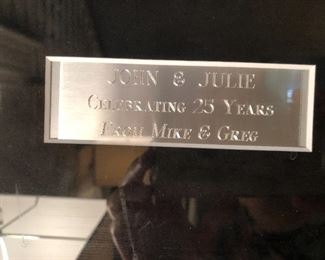 JOHN & JULIE
CELEBRATING 25 YEARS
FROM MIKE & GREG